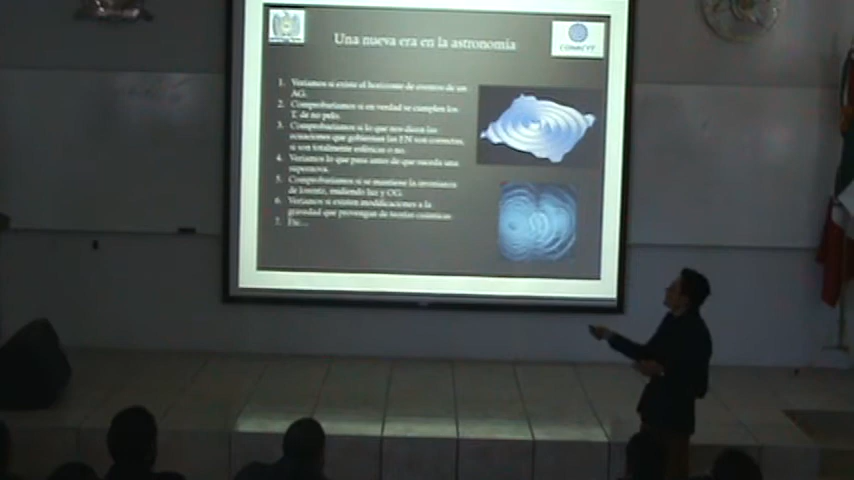 Una nueva era en la astronomía
CONACYT
1. Veríamos si existe el horizonte de eventos de un
AG.
2. Comprobaríamos si en verdad se cumplen los
T. de no pelo.
3. Comprobaríamos si lo que nos dicen las
ecuaciones que gobiernan las EN son correctas,
si son totalmente esféricas o no.
4. Veríamos lo que pasa antes de que suceda una
supernova.
5. Comprobaríamos si se mantiene la invarianza
de Lorentz, midiendo luz y OG.
6. Veríamos si existen modificaciones a la
gravedad que provengan de teorías cuánticas
7. Etc...